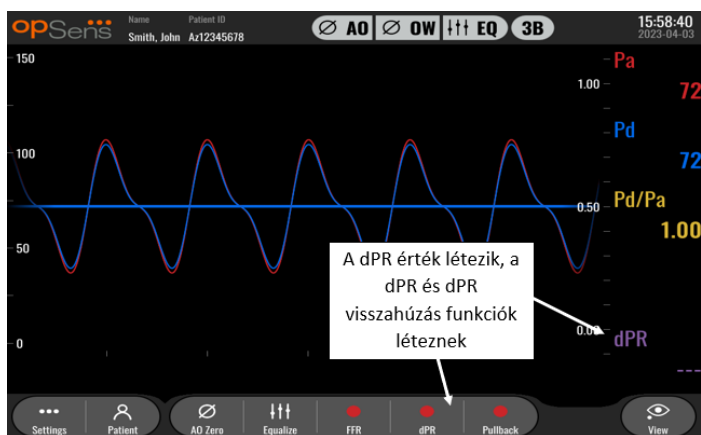 opSens
Name
Smith, John
Patient ID
Az12345678
AO
OW
EQ
3B
15:58:40
2023-04-03
150
100
50
0
1.00
0.50
0.00
Pa
72
Pd
72
Pd/Pa
1.00
dPR
---
A dPR érték létezik, a
dPR és dPR
visszahúzás funkciók
léteznek
Settings
Patient
AO Zero
Equalize
FFR
dPR
Pullback
View